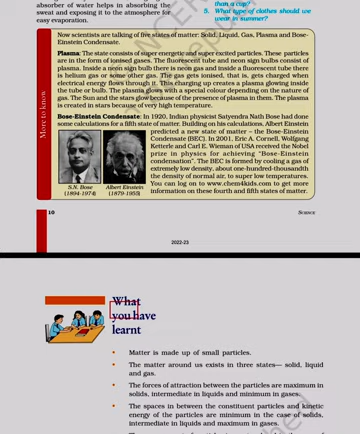 absorber of water helps in absorbing the
sweat and exposing it to the atmosphere for
easy evaporation.
than a cup?
5. What type of clothes should we
wear in summer?
More to know
Now scientists are talking of five states of matter: Solid, Liquid, Gas, Plasma and Bose-
Einstein Condensate.
Plasma: The state consists of super energetic and super excited particles. These particles
are in the form of ionised gases. The fluorescent tube and neon sign bulbs consist of
plasma. Inside a neon sign bulb there is neon gas and inside a fluorescent tube there
is helium gas or some other gas. The gas gets ionised, that is, gets charged when
electrical energy flows through it. This charging up creates a plasma glowing inside
the tube or bulb. The plasma glows with a special colour depending on the nature of
gas. The Sun and the stars glow because of the presence of plasma in them. The plasma
is created in stars because of very high temperature.
Bose-Einstein Condensate: In 1920, Indian physicist Satyendra Nath Bose had done
some calculations for a fifth state of matter. Building on his calculations, Albert Einstein
predicted a new state of matter – the Bose-Einstein
Condensate (BEC). In 2001, Eric A. Cornell, Wolfgang
Ketterle and Carl E. Wieman of USA received the Nobel
prize in physics for achieving "Bose-Einstein
condensation". The BEC is formed by cooling a gas of
extremely low density, about one-hundred-thousandth
the density of normal air, to super low temperatures.
You can log on to www.chem4kids.com to get more
information on these fourth and fifth states of matter.
S.N. Bose
(1894-1974)
Albert Einstein
(1879-1955)
10
SCIENCE
2022-23
What
you have
learnt
• Matter is made up of small particles.
• The matter around us exists in three states— solid, liquid
and gas.
• The forces of attraction between the particles are maximum in
solids, intermediate in liquids and minimum in gases.
• The spaces between the constituent particles and kinetic
energy of the particles are minimum in the case of solids,
intermediate in liquids and maximum in gases.